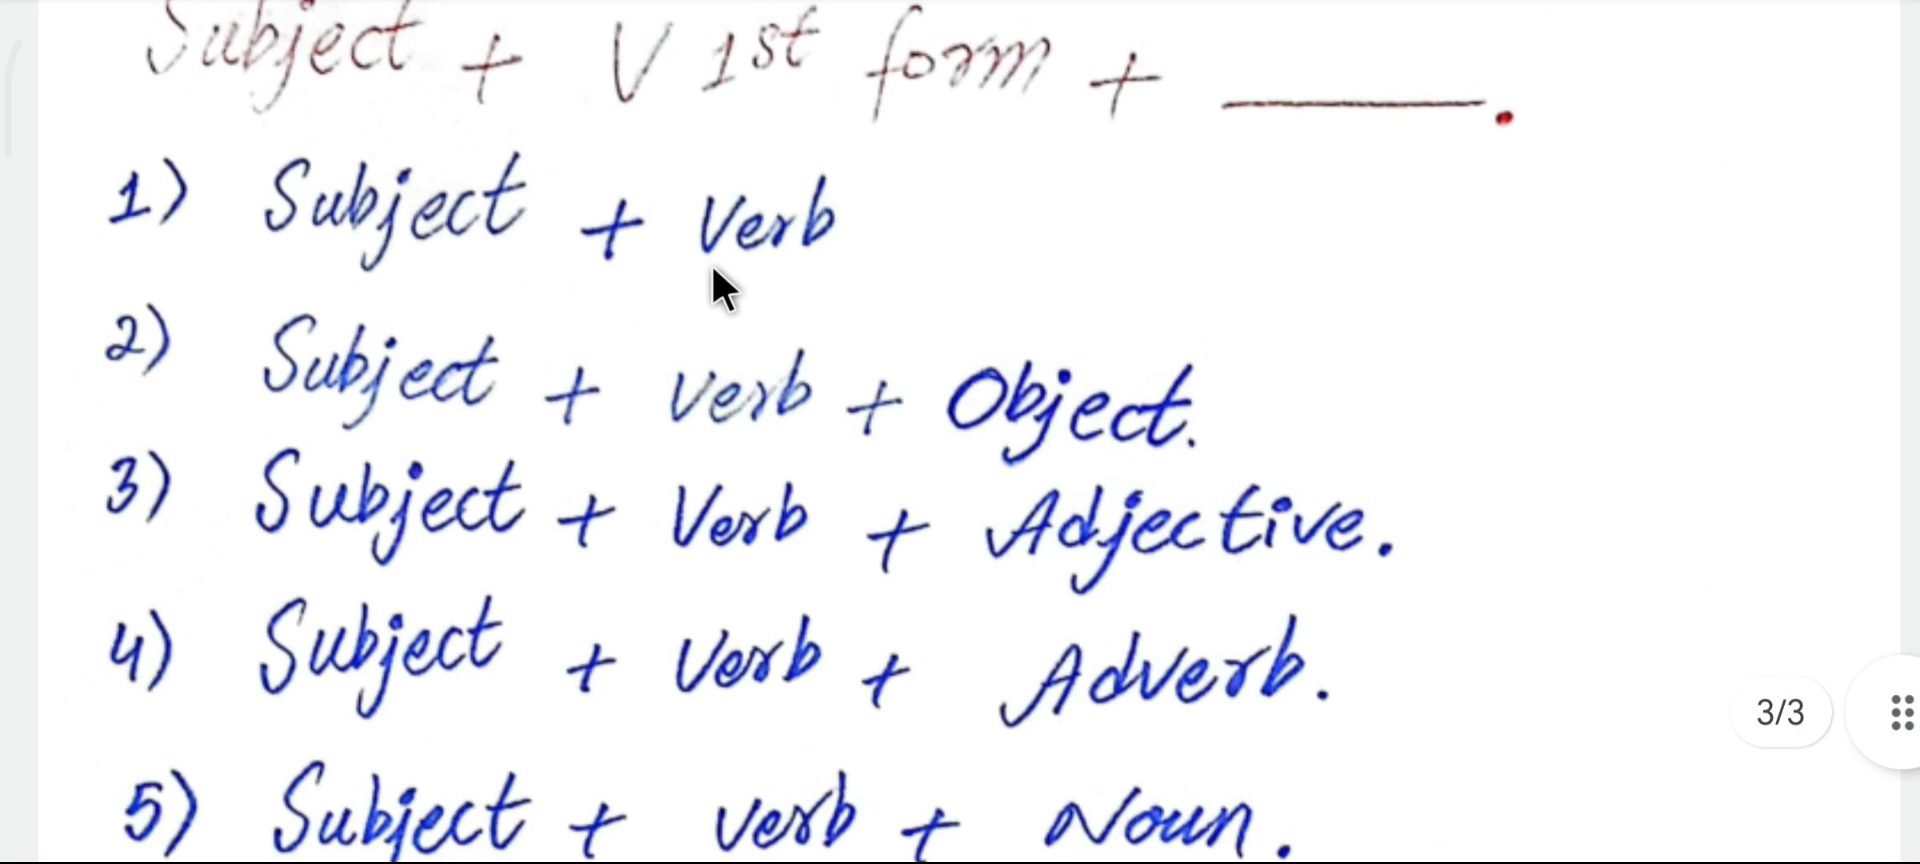 Subject + V 1st form + ______.
1) Subject + Verb
2) Subject + verb + Object.
3) Subject + Verb + Adjective.
4) Subject + Verb + Adverb.
5) Subject + verb + Noun.
3/3